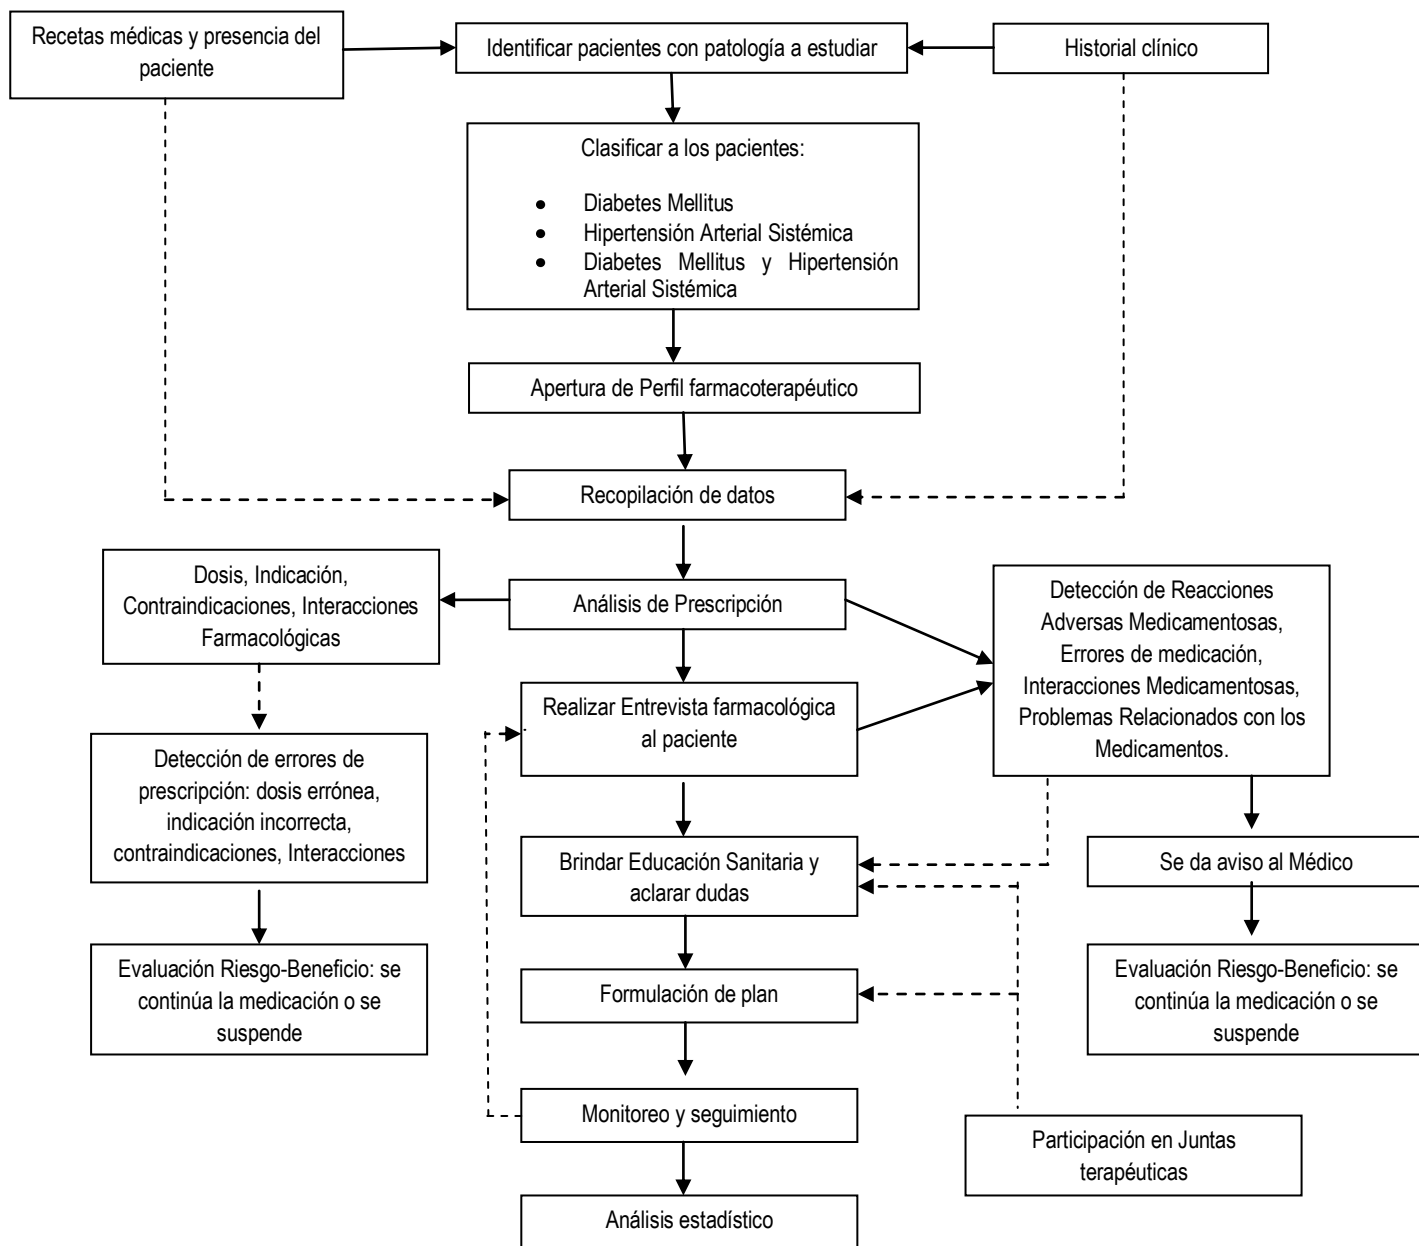 Recetas médicas y presencia del
paciente
Identificar pacientes con patología a estudiar
Historial clínico
Clasificar a los pacientes:
● Diabetes Mellitus
● Hipertensión Arterial Sistémica
● Diabetes Mellitus y Hipertensión
Arterial Sistémica
Apertura de Perfil farmacoterapéutico
Recopilación de datos
Dosis, Indicación,
Contraindicaciones, Interacciones
Farmacológicas
Análisis de Prescripción
Detección de Reacciones
Adversas Medicamentosas,
Errores de medicación,
Interacciones Medicamentosas,
Problemas Relacionados con los
Medicamentos.
Realizar Entrevista farmacológica
al paciente
Detección de errores de
prescripción: dosis errónea,
indicación incorrecta,
contraindicaciones, Interacciones
Brindar Educación Sanitaria y
aclarar dudas
Se da aviso al Médico
Evaluación Riesgo-Beneficio: se
continúa la medicación o se
suspende
Formulación de plan
Evaluación Riesgo-Beneficio: se
continúa la medicación o se
suspende
Monitoreo y seguimiento
Participación en Juntas
terapéuticas
Análisis estadístico